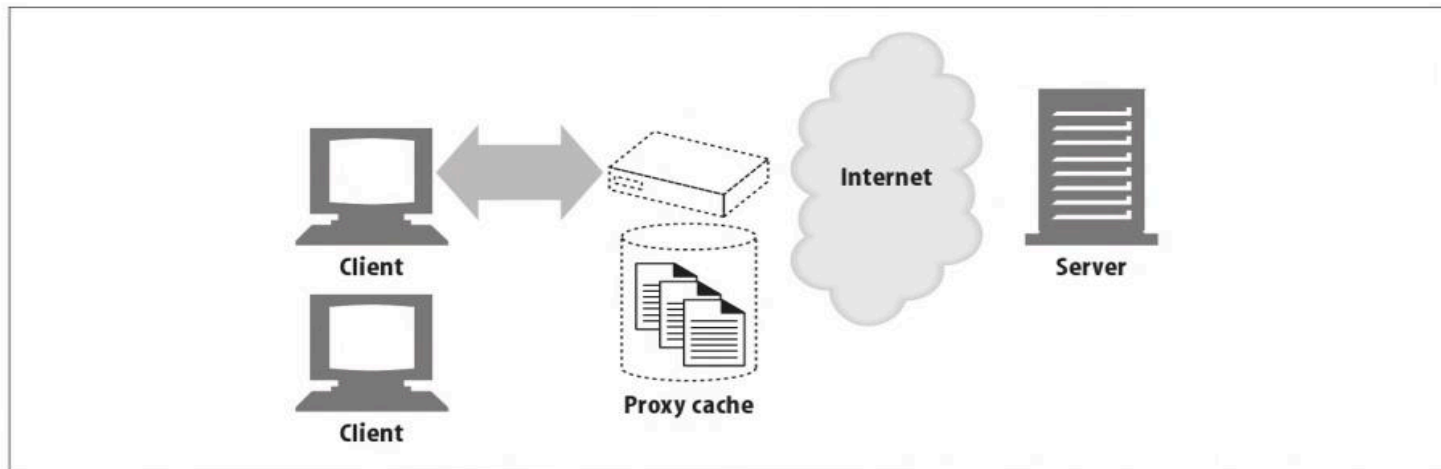 Internet
Client
Server
Proxy cache
Client